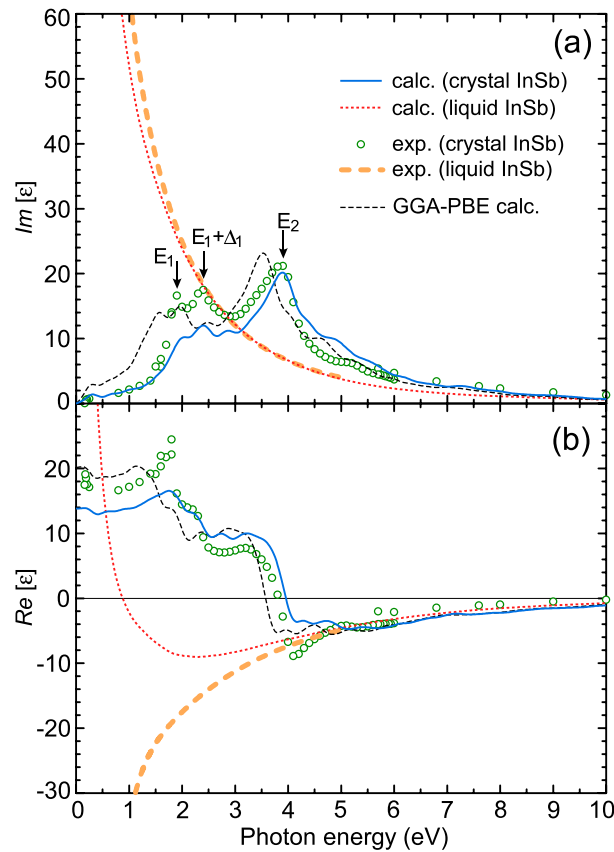 (a)
60
50
40
30
20
10
0
Im [ε]
calc. (crystal InSb)
calc. (liquid InSb)
exp. (crystal InSb)
exp. (liquid InSb)
GGA-PBE calc.
E₁
E₁+Δ₁
E₂
(b)
20
10
0
-10
-20
-30
Re [ε]
0 1 2 3 4 5 6 7 8 9 10
Photon energy (eV)